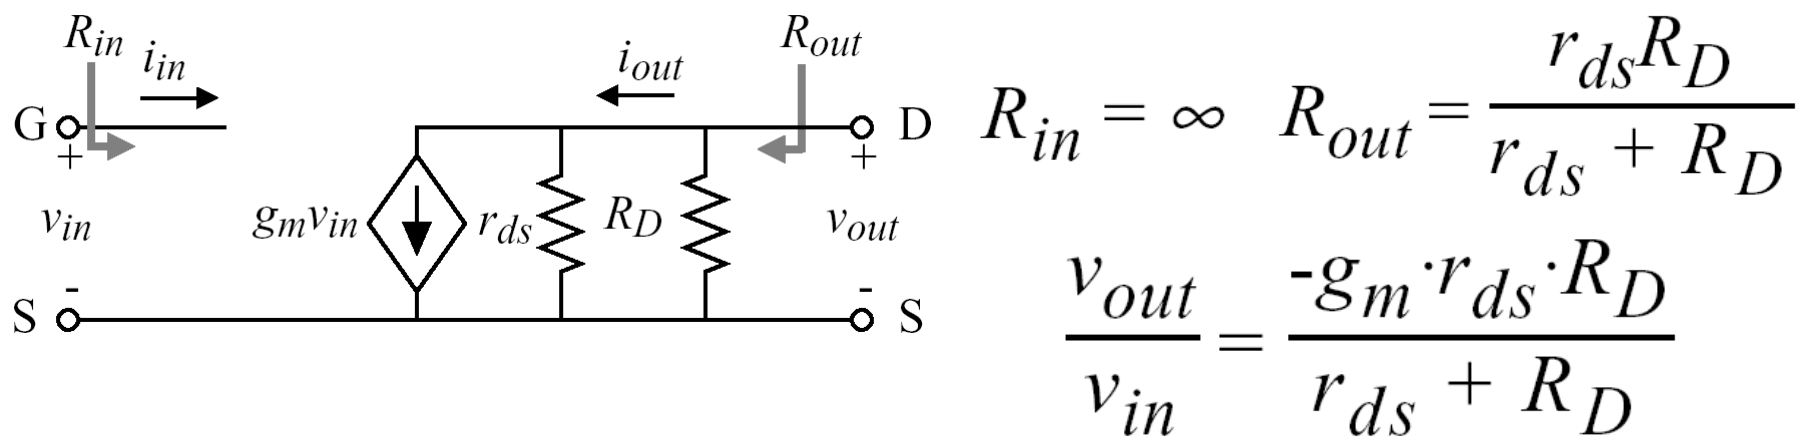 R_in
i_in
i_out
R_out
G
D
+
+
v_in
g_m v_in
r_ds
R_D
v_out
-
-
S
S
R_in = ∞
R_out = r_ds R_D / r_ds + R_D
v_out / v_in = -g_m · r_ds · R_D / r_ds + R_D